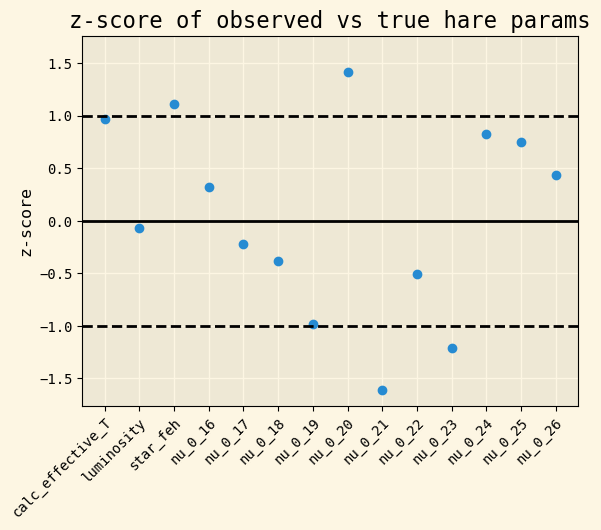 z-score of observed vs true hare params
z-score
1.5
1.0
0.5
0.0
−0.5
−1.0
−1.5
calc_effective_T
luminosity
star_feh
nu_0_16
nu_0_17
nu_0_18
nu_0_19
nu_0_20
nu_0_21
nu_0_22
nu_0_23
nu_0_24
nu_0_25
nu_0_26